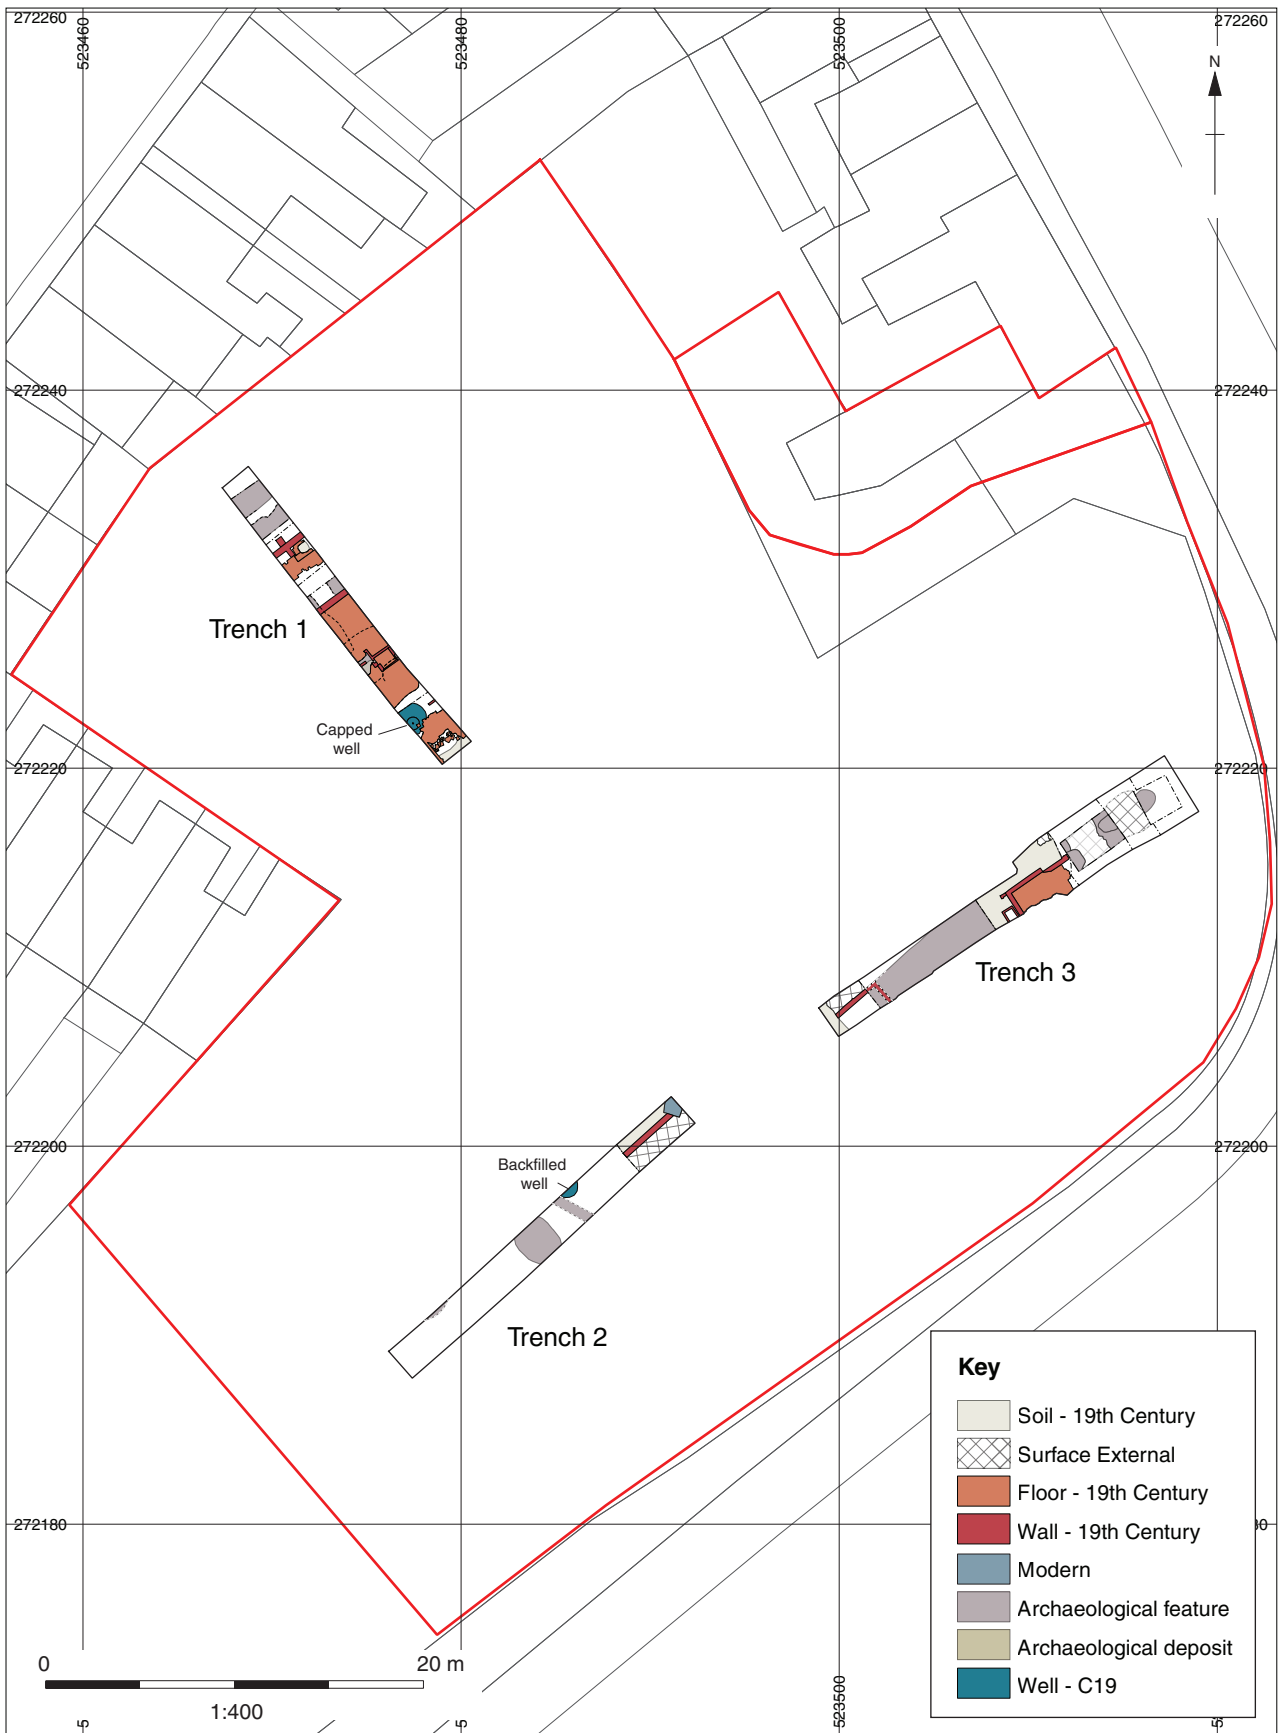 272260
523460
523480
523500
272260
N
272240
272240
Trench 1
Capped
well
272220
272220
Trench 3
272200
272200
Backfilled
well
Trench 2
272180
Key
Soil - 19th Century
Surface External
Floor - 19th Century
Wall - 19th Century
Modern
Archaeological feature
Archaeological deposit
Well - C19
0
20 m
1:400
523500